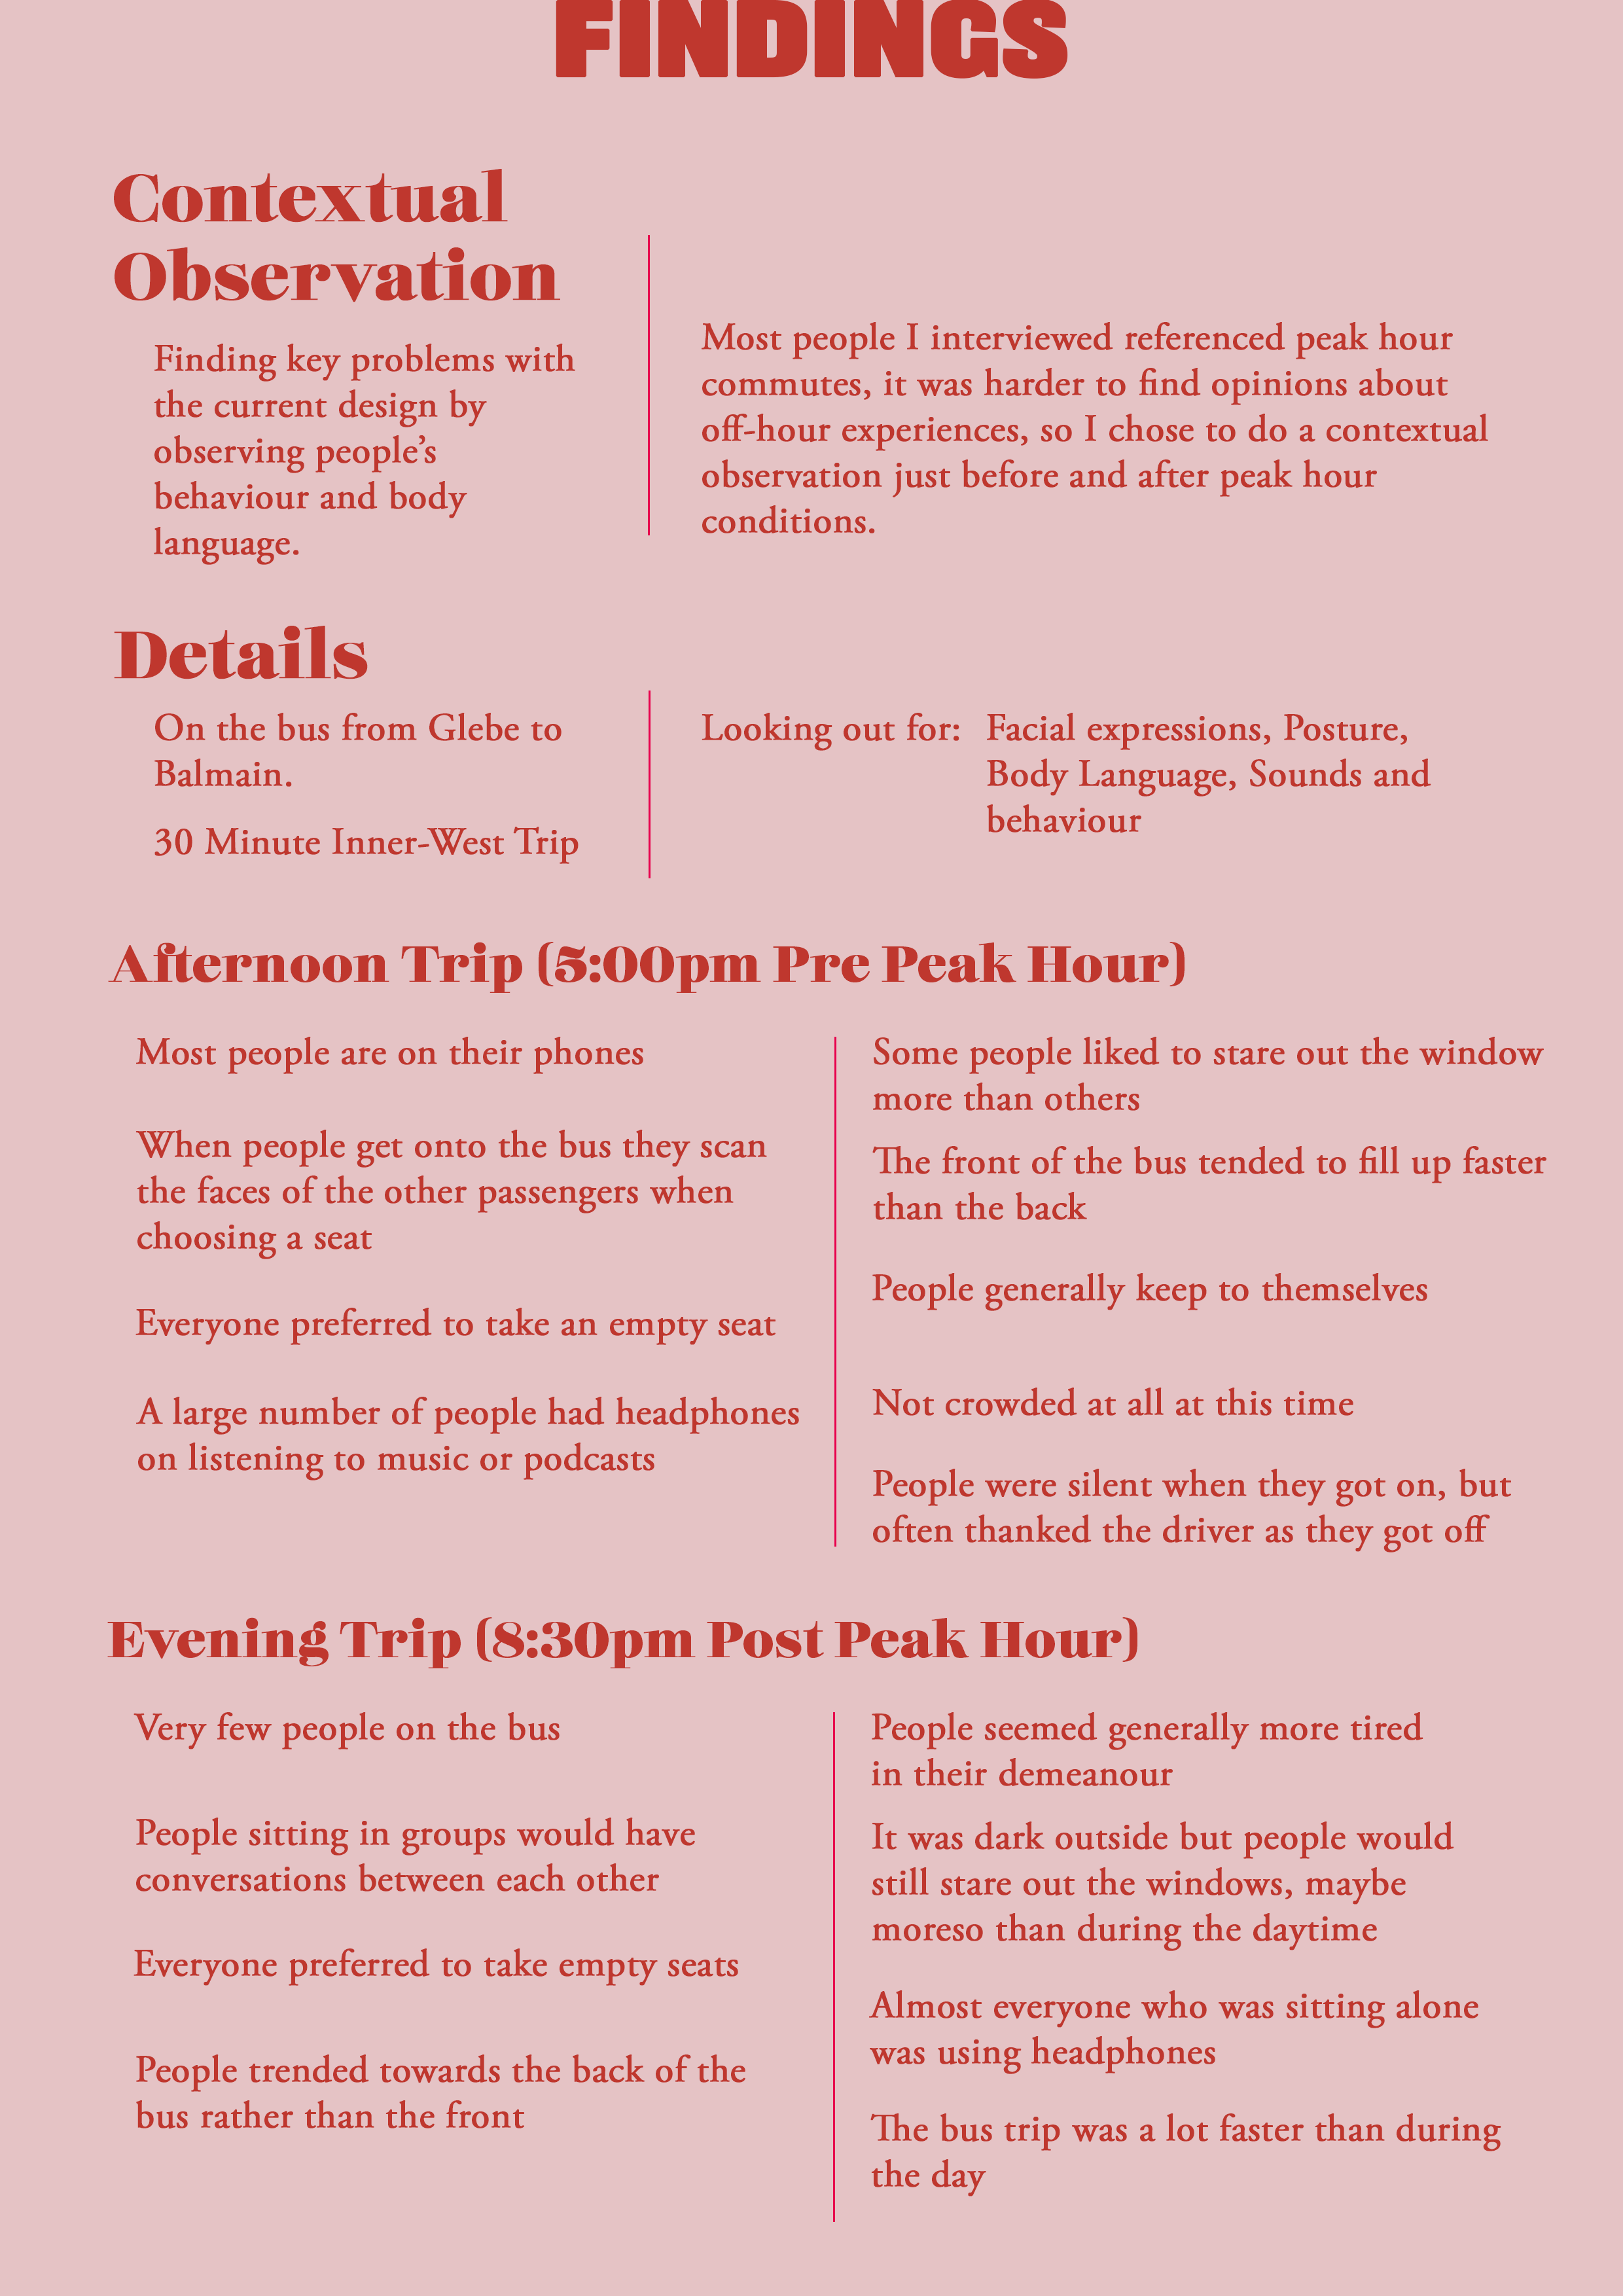 FINDINGS
Contextual
Observation
Finding key problems with
the current design by
observing people's
behaviour and body
language.
Most people I interviewed referenced peak hour
commutes, it was harder to find opinions about
off-hour experiences, so I chose to do a contextual
observation just before and after peak hour
conditions.
Details
On the bus from Glebe to
Balmain.
30 Minute Inner-West Trip
Looking out for: Facial expressions, Posture,
Body Language, Sounds and
behaviour
Afternoon Trip (5:00pm Pre Peak Hour)
Most people are on their phones
When people get onto the bus they scan
the faces of the other passengers when
choosing a seat
Everyone preferred to take an empty seat
A large number of people had headphones
on listening to music or podcasts
Some people liked to stare out the window
more than others
The front of the bus tended to fill up faster
than the back
People generally keep to themselves
Not crowded at all at this time
People were silent when they got on, but
often thanked the driver as they got off
Evening Trip (8:30pm Post Peak Hour)
Very few people on the bus
People sitting in groups would have
conversations between each other
Everyone preferred to take empty seats
People trended towards the back of the
bus rather than the front
People seemed generally more tired
in their demeanour
It was dark outside but people would
still stare out the windows, maybe
moreso than during the daytime
Almost everyone who was sitting alone
was using headphones
The bus trip was a lot faster than during
the day